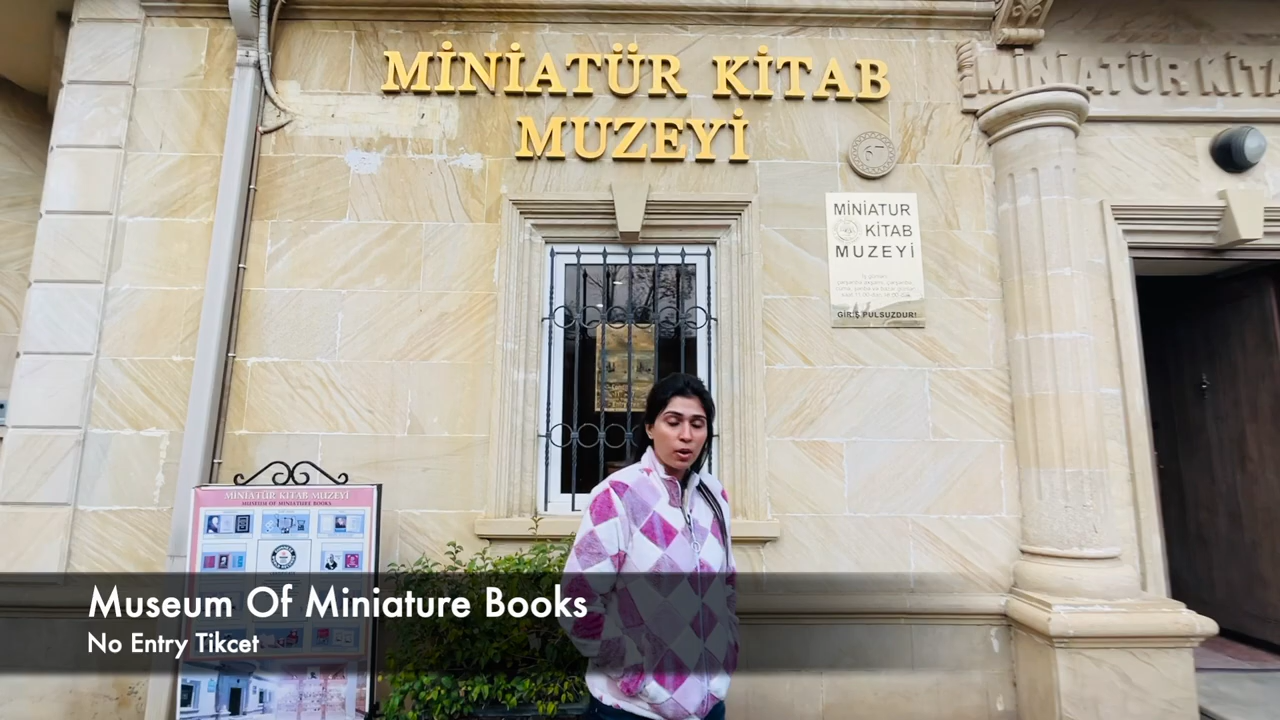 MİNİATÜR KİTAB
MUZEYİ
MİNİATÜR KİTA
67
MİNİATUR
KİTAB
MUZEYİ
GİRİŞ PULSUZDUR!
MİNİATÜR KİTAB MUZEYİ
MUSEUM OF MINIATURE BOOKS
Museum Of Miniature Books
No Entry Tikcet